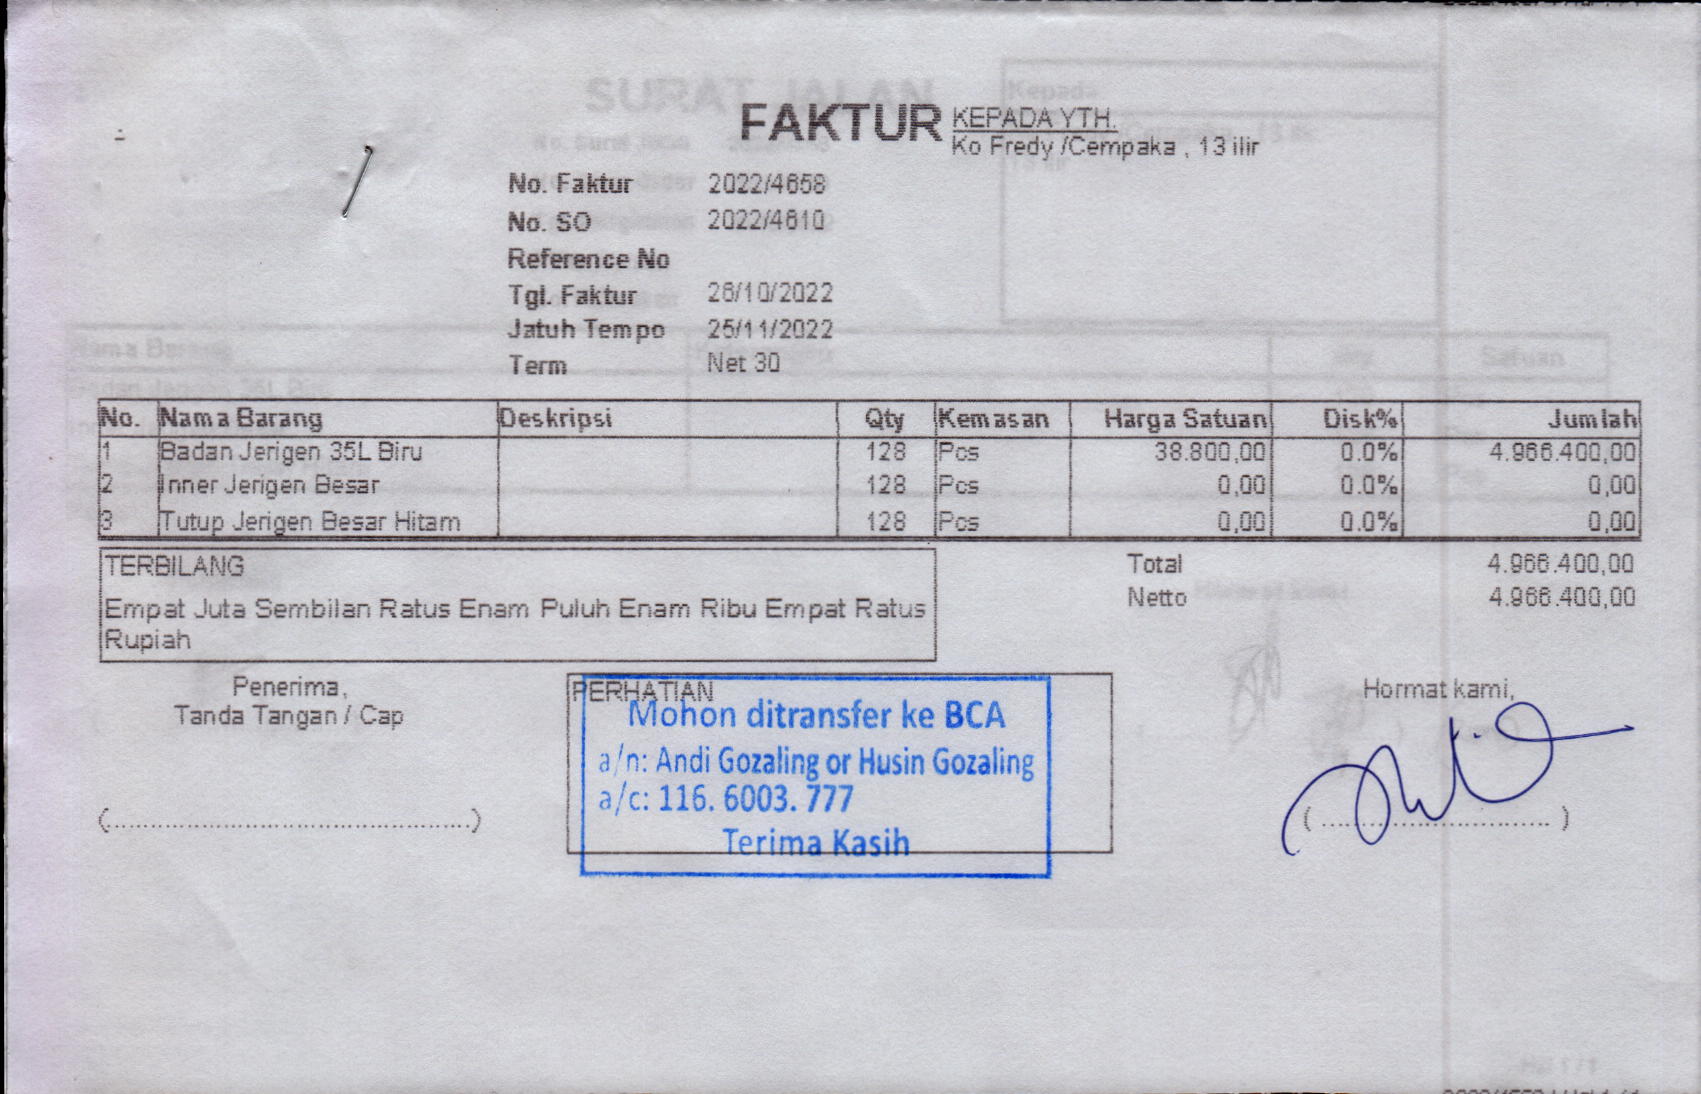 FAKTUR
KEPADA YTH.
Ko Fredy /Cempaka , 13 ilir
No. Faktur 2022/4658
No. SO 2022/4610
Reference No
Tgl. Faktur 26/10/2022
Jatuh Tempo 25/11/2022
Term Net 30
No. Nama Barang Deskripsi Qty Kemasan Harga Satuan Disk% Jumlah
1 Badan Jerigen 35L Biru 128 Pcs 38.800,00 0.0% 4.966.400,00
2 Inner Jerigen Besar 128 Pcs 0,00 0.0% 0,00
3 Tutup Jerigen Besar Hitam 128 Pcs 0,00 0.0% 0,00
TERBILANG
Empat Juta Sembilan Ratus Enam Puluh Enam Ribu Empat Ratus
Rupiah
Total 4.966.400,00
Netto 4.966.400,00
Penerima,
Tanda Tangan / Cap
(..............................................)
PERHATIAN
Mohon ditransfer ke BCA
a/n: Andi Gozaling or Husin Gozaling
a/c: 116. 6003. 777
Terima Kasih
Hormat kami,
( .............................. )
SURAT JALAN
Kepada
Nama Barang
Satuan